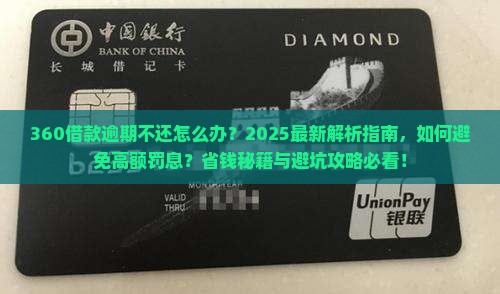 中国银行 DIAMOND
BANK OF CHINA
长城借记卡
360借款逾期不还怎么办？2025最新解析指南，如何避
免高额罚息？省钱秘籍与避坑攻略必看！
UnionPay
银联